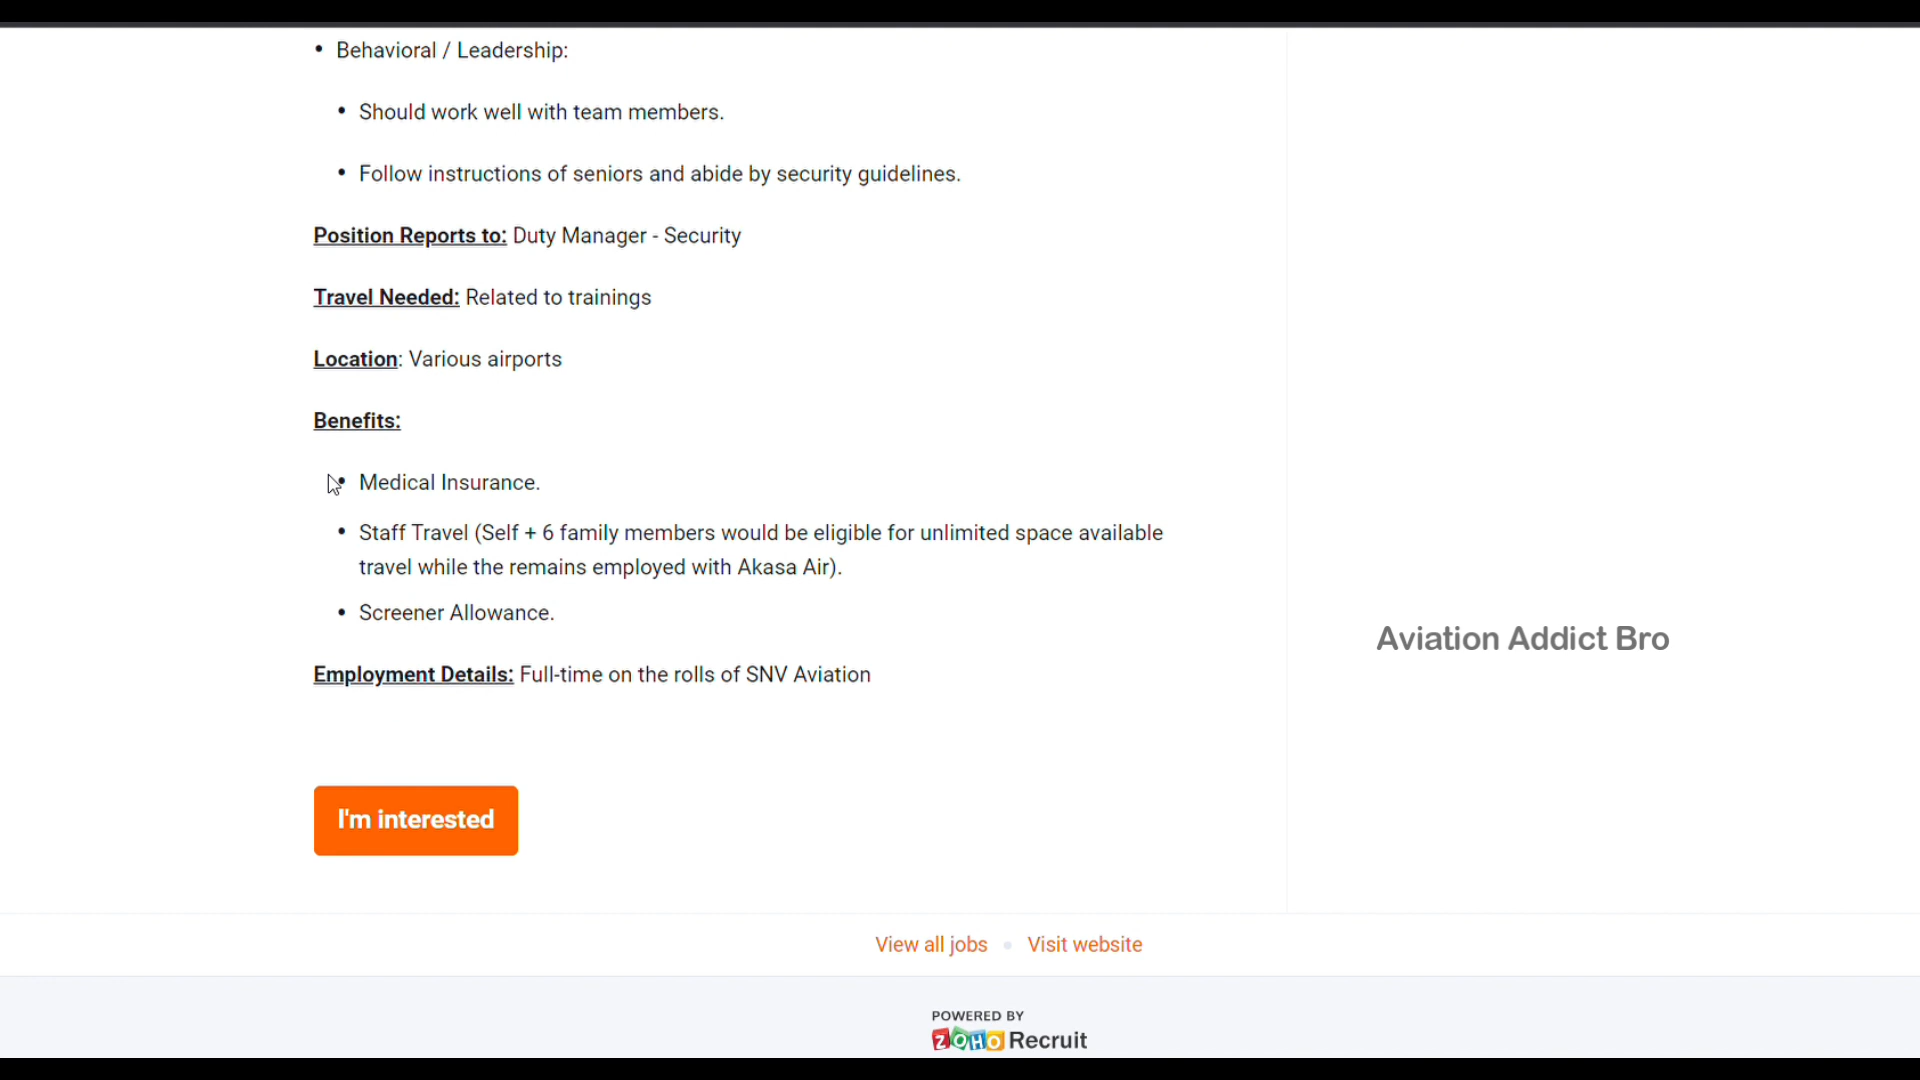 • Behavioral / Leadership:
• Should work well with team members.
• Follow instructions of seniors and abide by security guidelines.
Position Reports to: Duty Manager - Security
Travel Needed: Related to trainings
Location: Various airports
Benefits:
• Medical Insurance.
• Staff Travel (Self + 6 family members would be eligible for unlimited space available
travel while the remains employed with Akasa Air).
• Screener Allowance.
Aviation Addict Bro
Employment Details: Full-time on the rolls of SNV Aviation
I'm interested
View all jobs • Visit website
POWERED BY
ZOHO Recruit